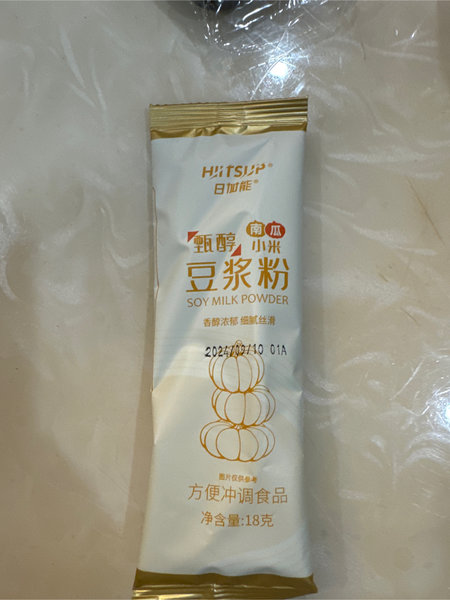 HIITSUP®
日加能®
甄醇 南瓜
小米
豆浆粉
SOY MILK POWDER
香醇浓郁 细腻丝滑
2024/09/10 01A
图片仅供参考
方便冲调食品
净含量:18克